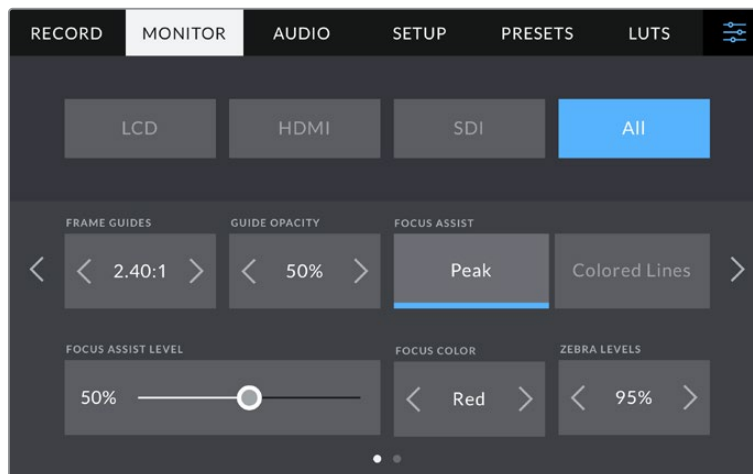 RECORD MONITOR AUDIO SETUP PRESETS LUTS
LCD HDMI SDI All
FRAME GUIDES GUIDE OPACITY FOCUS ASSIST
2.40:1 50% Peak Colored Lines
FOCUS ASSIST LEVEL FOCUS COLOR ZEBRA LEVELS
50% Red 95%